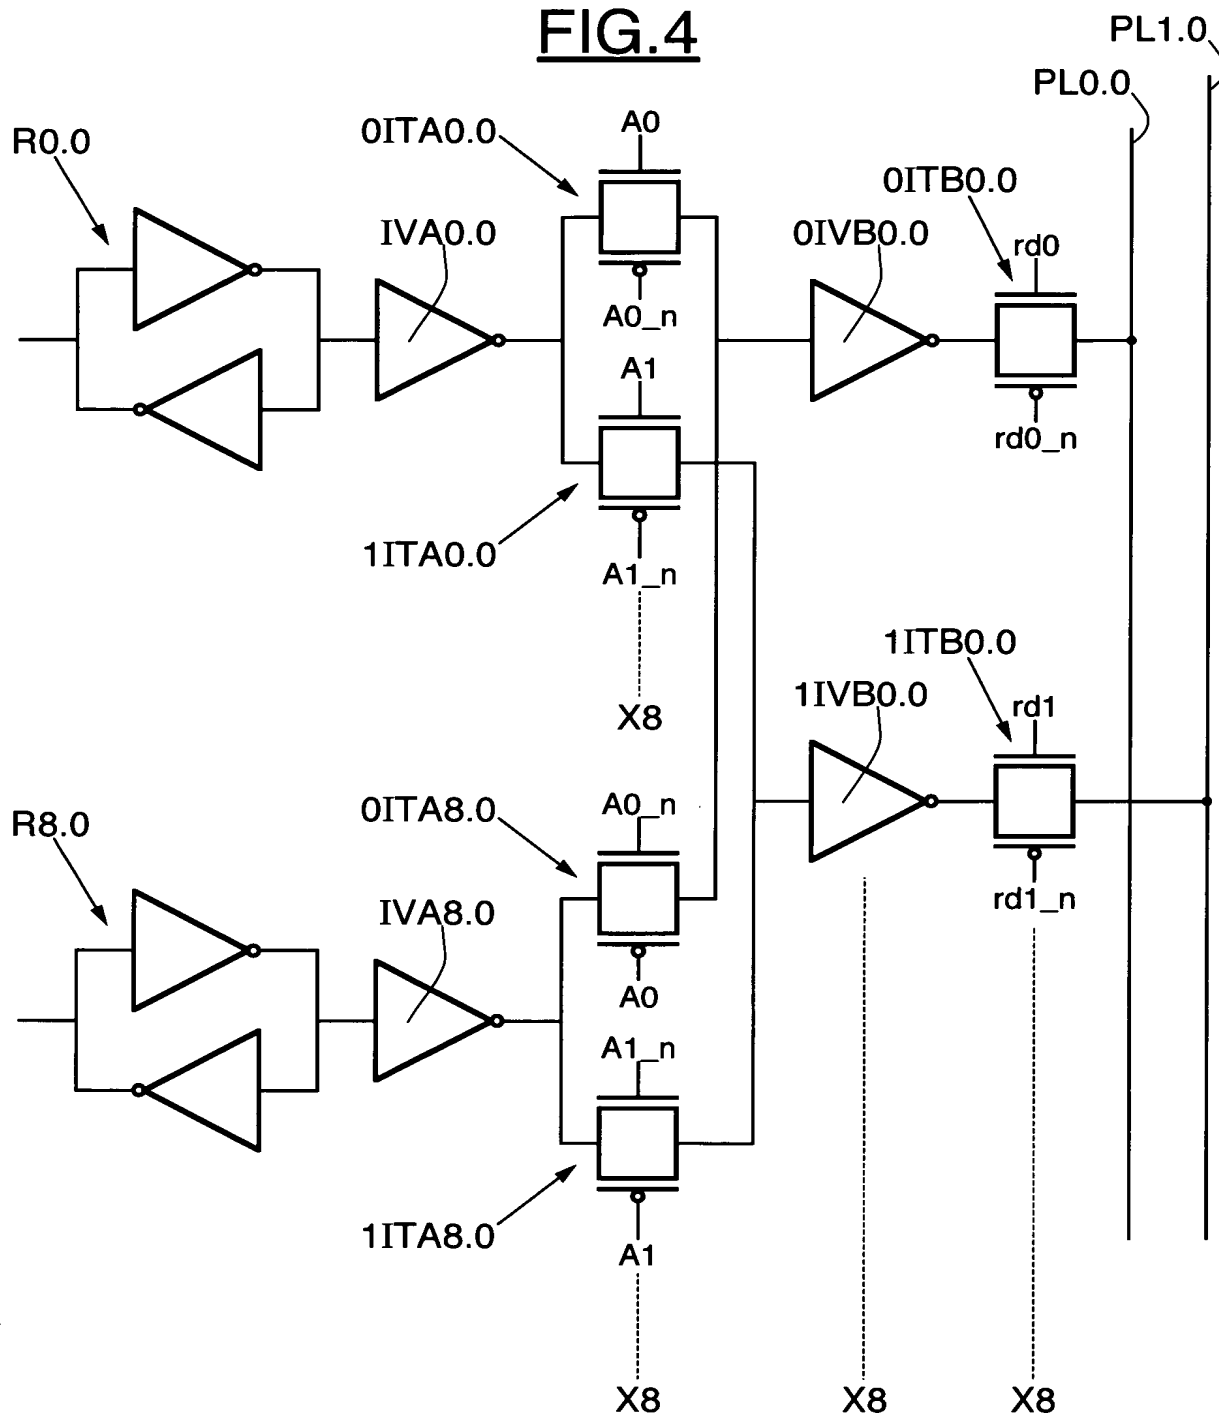 FIG.4
PL1.0
PL0.0
R0.0
0ITA0.0
A0
IVA0.0
0IVB0.0
0ITB0.0
rd0
A0_n
A1
rd0_n
1ITA0.0
A1_n
X8
1ITB0.0
1IVB0.0
rd1
R8.0
0ITA8.0
A0_n
IVA8.0
rd1_n
A0
A1_n
1ITA8.0
A1
X8
X8
X8